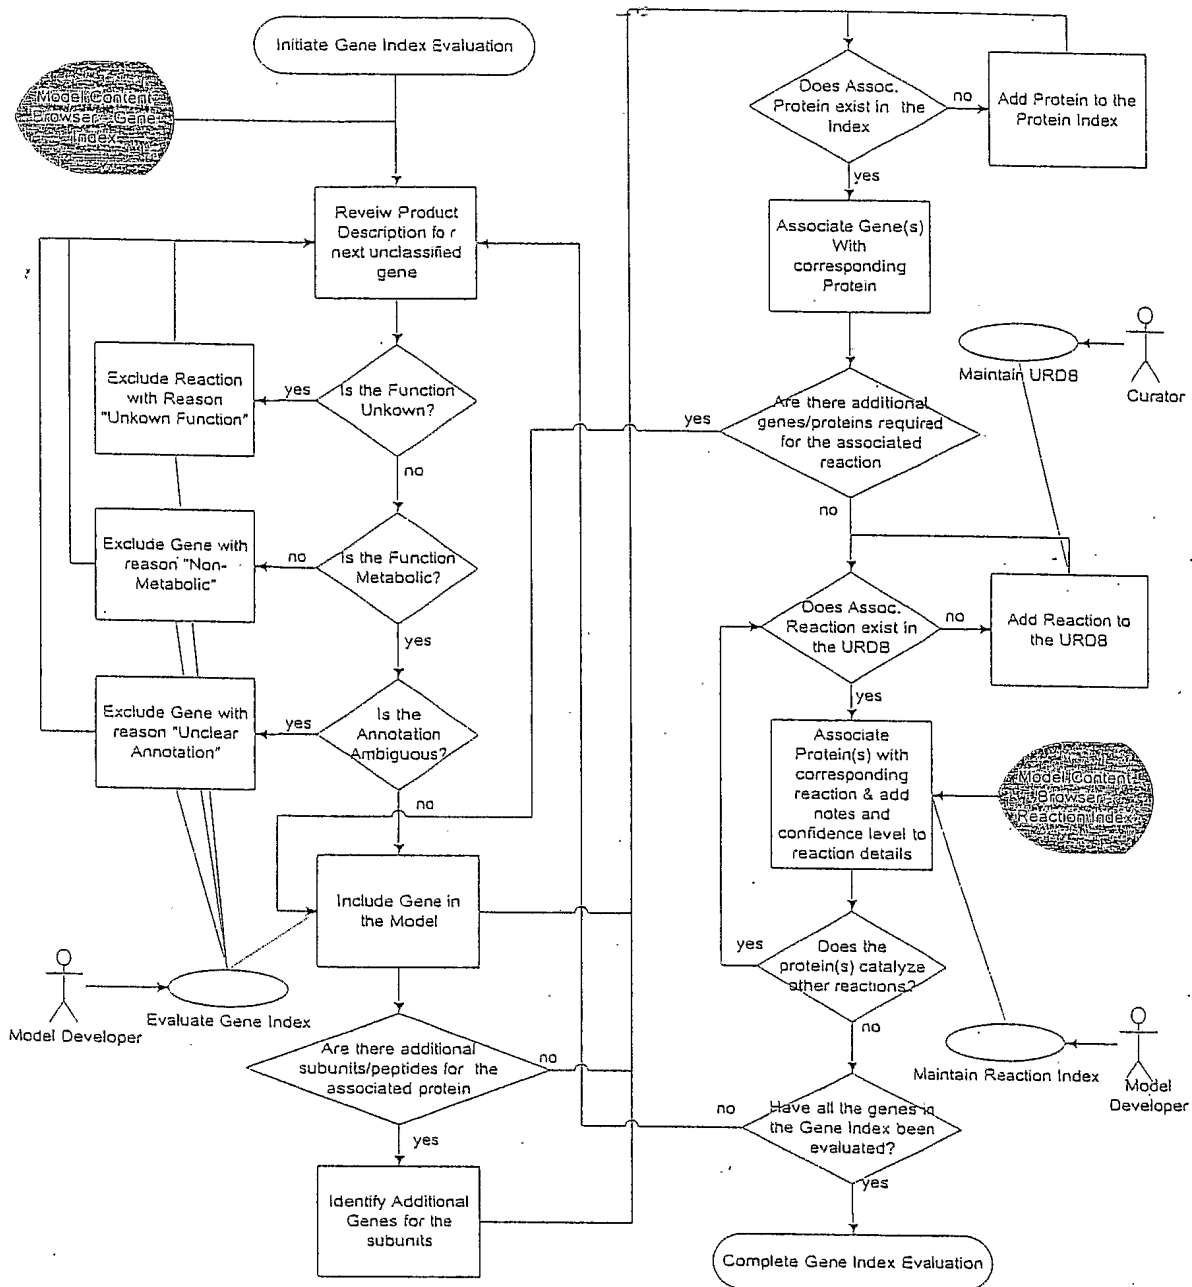 Initiate Gene Index Evaluation
Model Content
Browser - Gene
Index
Reveiw Product
Description for
next unclassified
gene
Exclude Reaction
with Reason
"Unkown Function"
yes
Is the Function
Unkown?
no
Exclude Gene with
reason "Non-
Metabolic"
no
Is the Function
Metabolic?
yes
Exclude Gene with
reason "Unclear
Annotation"
yes
Is the
Annotation
Ambiguous?
no
Include Gene in
the Model
Model Developer
Evaluate Gene Index
Are there additional
subunits/peptides for the
associated protein
no
yes
Identify Additional
Genes for the
subunits
Does Assoc.
Protein exist in the
Index
no
Add Protein to the
Protein Index
yes
Associate Gene(s)
With
corresponding
Protein
Maintain URDB
Curator
yes
Are there additional
genes/proteins required
for the associated
reaction
no
Does Assoc.
Reaction exist in
the URDB
no
Add Reaction to
the URDB
yes
Associate
Protein(s) with
corresponding
reaction & add
notes and
confidence level to
reaction details
Model Content
Browser -
Reaction Index
yes
Does the
protein(s) catalyze
other reactions?
no
Maintain Reaction Index
Model
Developer
no
Have all the genes in
the Gene Index been
evaluated?
yes
Complete Gene Index Evaluation